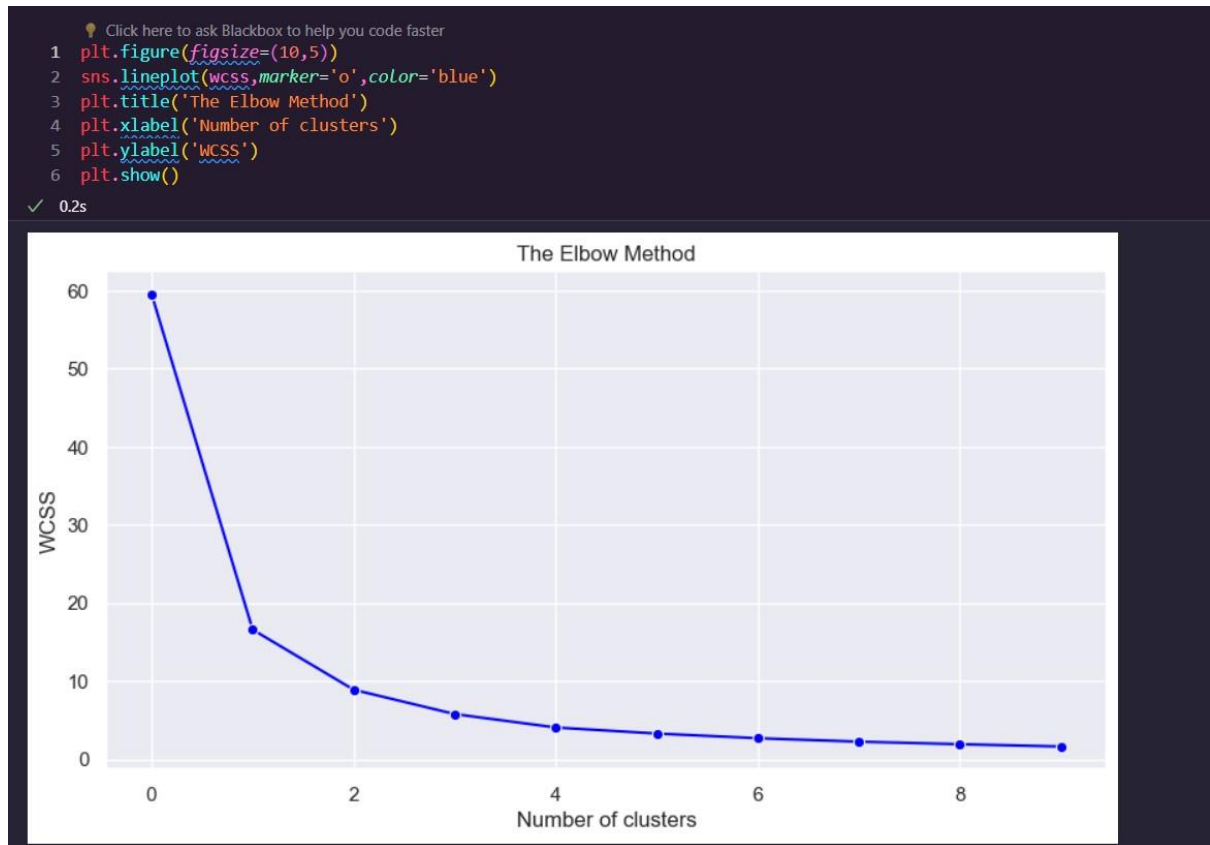 Click here to ask Blackbox to help you code faster
1 plt.figure(figsize=(10,5))
2 sns.lineplot(wcss,marker='o',color='blue')
3 plt.title('The Elbow Method')
4 plt.xlabel('Number of clusters')
5 plt.ylabel('WCSS')
6 plt.show()
✓ 0.2s
The Elbow Method
60
50
40
30
20
10
0
WCSS
0 2 4 6 8
Number of clusters